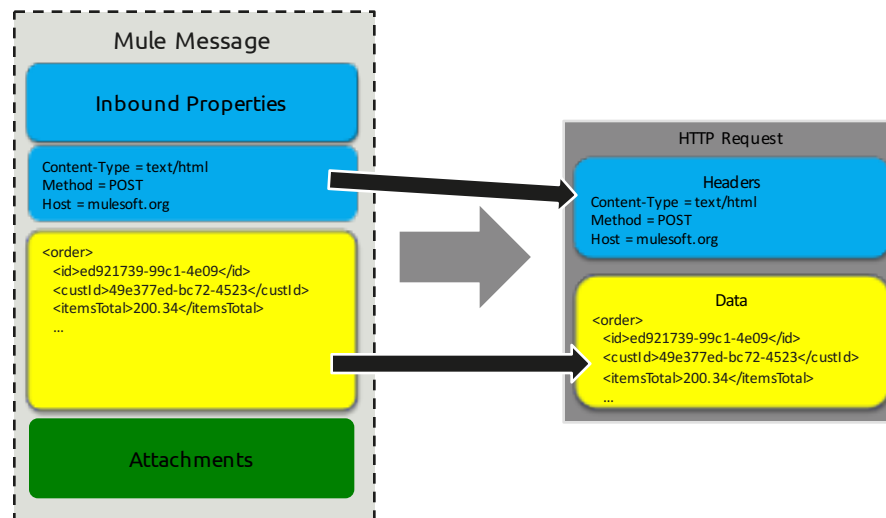 Mule Message
Inbound Properties
Content-Type = text/html
Method = POST
Host = mulesoft.org
<order>
<id>ed921739-99c1-4e09</id>
<custId>49e377ed-bc72-4523</custId>
<itemsTotal>200.34</itemsTotal>
...
Attachments
HTTP Request
Headers
Content-Type = text/html
Method = POST
Host = mulesoft.org
Data
<order>
<id>ed921739-99c1-4e09</id>
<custId>49e377ed-bc72-4523</custId>
<itemsTotal>200.34</itemsTotal>
...